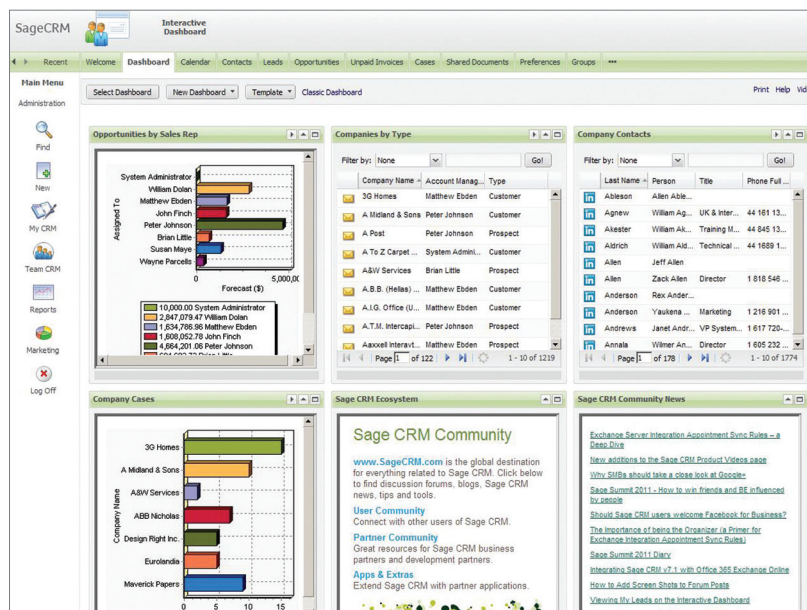 SageCRM
Interactive
Dashboard
Recent Welcome Dashboard Calendar Contacts Leads Opportunities Unpaid Invoices Cases Shared Documents Preferences Groups •••
Main Menu
Administration
Find
New
My CRM
Team CRM
Reports
Marketing
Log Off
Select Dashboard New Dashboard Template Classic Dashboard
Print Help Vid
Opportunities by Sales Rep
Assigned To
System Administrator
William Dolan
Matthew Ebden
John Finch
Peter Johnson
Brian Little
Susan Maye
Wayne Parcells
0 5,000,0
Forecast ($)
10,000.00 System Administrator
2,847,079.47 William Dolan
1,634,786.96 Matthew Ebden
1,608,052.78 John Finch
4,664,201.06 Peter Johnson
Companies by Type
Filter by: None Go!
Company Name Account Manag... Type
3G Homes Peter Johnson Customer
A Midland & Sons Peter Johnson Customer
A Post Peter Johnson Prospect
A To Z Carpet ... System Admini... Customer
A&W Services Brian Little Prospect
A.B.B. (Hellas) ... Matthew Ebden Customer
A.I.G. Office (U... Matthew Ebden Customer
A.T.M. Intercapi... Peter Johnson Prospect
Aaxxell Interavt... Matthew Ebden Prospect
Page 1 of 122 1 - 10 of 1219
Company Contacts
Filter by: None Go!
Last Name Person Title Phone Full ...
Ableson Allen Able...
Agnew William Ag... UK & Inter... 44 161 13...
Akester William Ak... Training M... 44 845 13...
Aldrich William Ald... Technical ... 44 1689 1...
Allen Jeff Allen
Allen Zack Allen Director 1 818 546 ...
Anderson Rex Ander...
Anderson Yaukena ... Marketing 1 216 901 ...
Andrews Janet Andr... VP System... 1 617 720-...
Annala Wilmer An... Director 1 605 232 ...
Page 1 of 178 1 - 10 of 1774
Company Cases
Company Name
3G Homes
A Midland & Sons
A&W Services
ABB Nicholas
Design Right Inc.
Eurolandia
Maverick Papers
0 5 10 15
Sage CRM Ecosystem
Sage CRM Community
www.SageCRM.com is the global destination
for everything related to Sage CRM. Click below
to find discussion forums, blogs, Sage CRM
news, tips and tools.
User Community
Connect with other users of Sage CRM.
Partner Community
Great resources for Sage CRM business
partners and development partners.
Apps & Extras
Extend Sage CRM with partner applications.
Sage CRM Community News
Exchange Server Integration Appointment Sync Rules – a
Deep Dive
New additions to the Sage CRM Product Videos page
Why SMBs should take a close look at Google+
Sage Summit 2011 - How to win friends and BE influenced
by people
Should Sage CRM users welcome Facebook for Business?
The Importance of being the Organizer (a Primer for
Exchange Integration Appointment Sync Rules)
Sage Summit 2011 Diary
Integrating Sage CRM v7.1 with Office 365 Exchange Online
How to Add Screen Shots to Forum Posts
Viewing My Leads on the Interactive Dashboard